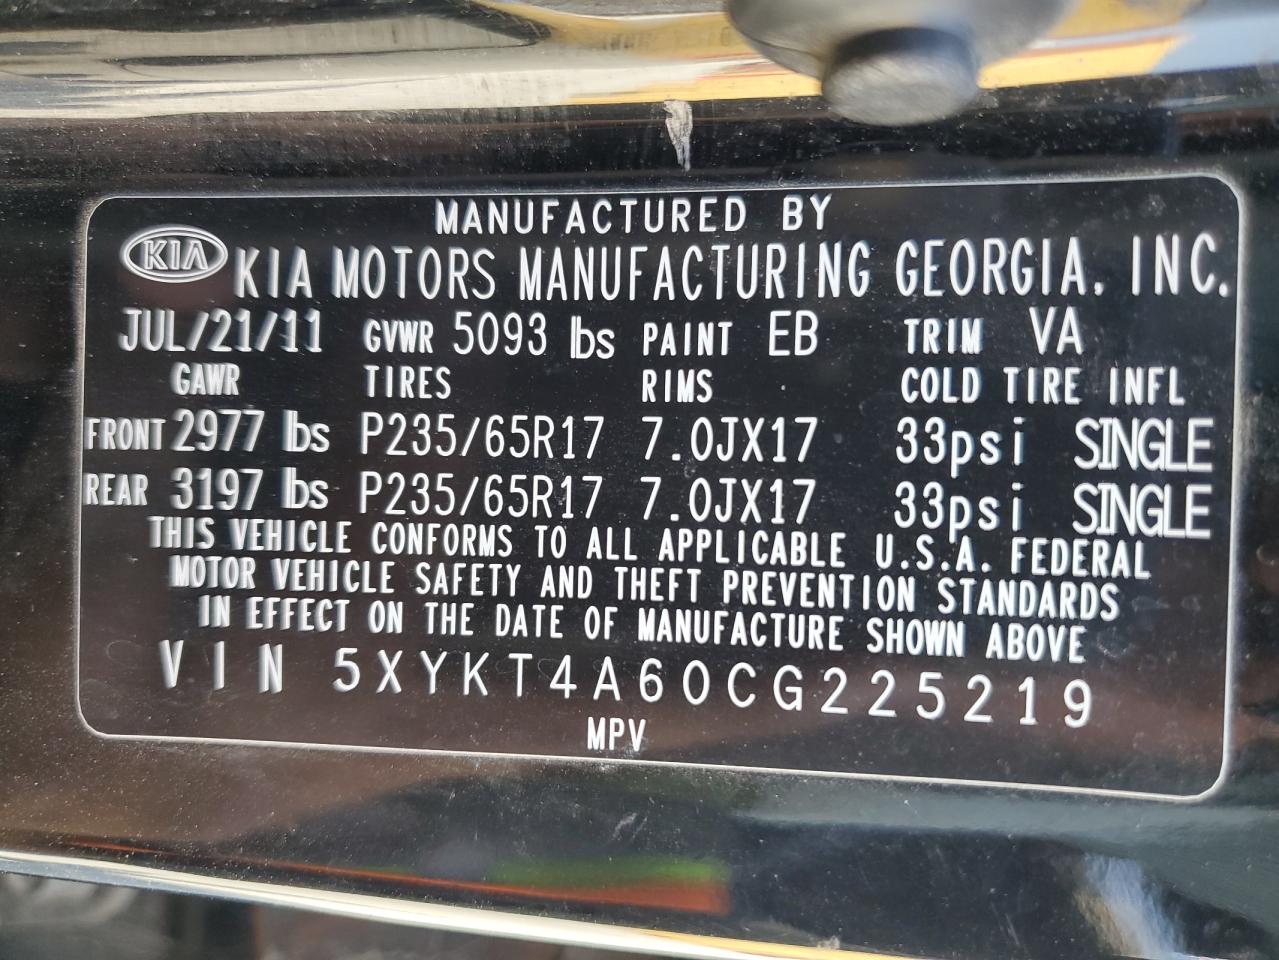 MANUFACTURED BY
KIA KIA MOTORS MANUFACTURING GEORGIA, INC.
JUL/21/11 GVWR 5093 lbs PAINT EB TRIM VA
GAWR TIRES RIMS COLD TIRE INFL
FRONT 2977 lbs P235/65R17 7.0JX17 33psi SINGLE
REAR 3197 lbs P235/65R17 7.0JX17 33psi SINGLE
THIS VEHICLE CONFORMS TO ALL APPLICABLE U.S.A. FEDERAL
MOTOR VEHICLE SAFETY AND THEFT PREVENTION STANDARDS
IN EFFECT ON THE DATE OF MANUFACTURE SHOWN ABOVE
VIN 5XYKT4A60CG225219
MPV